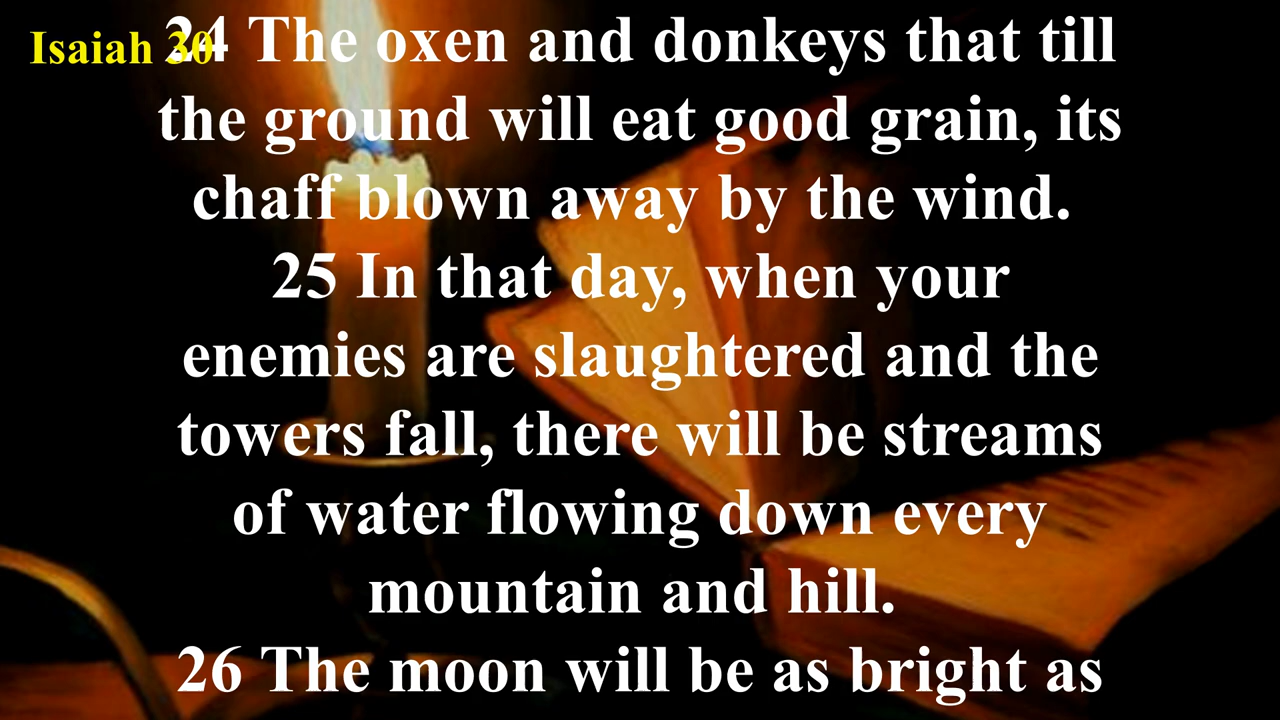 Isaiah 30
24 The oxen and donkeys that till
the ground will eat good grain, its
chaff blown away by the wind.
25 In that day, when your
enemies are slaughtered and the
towers fall, there will be streams
of water flowing down every
mountain and hill.
26 The moon will be as bright as